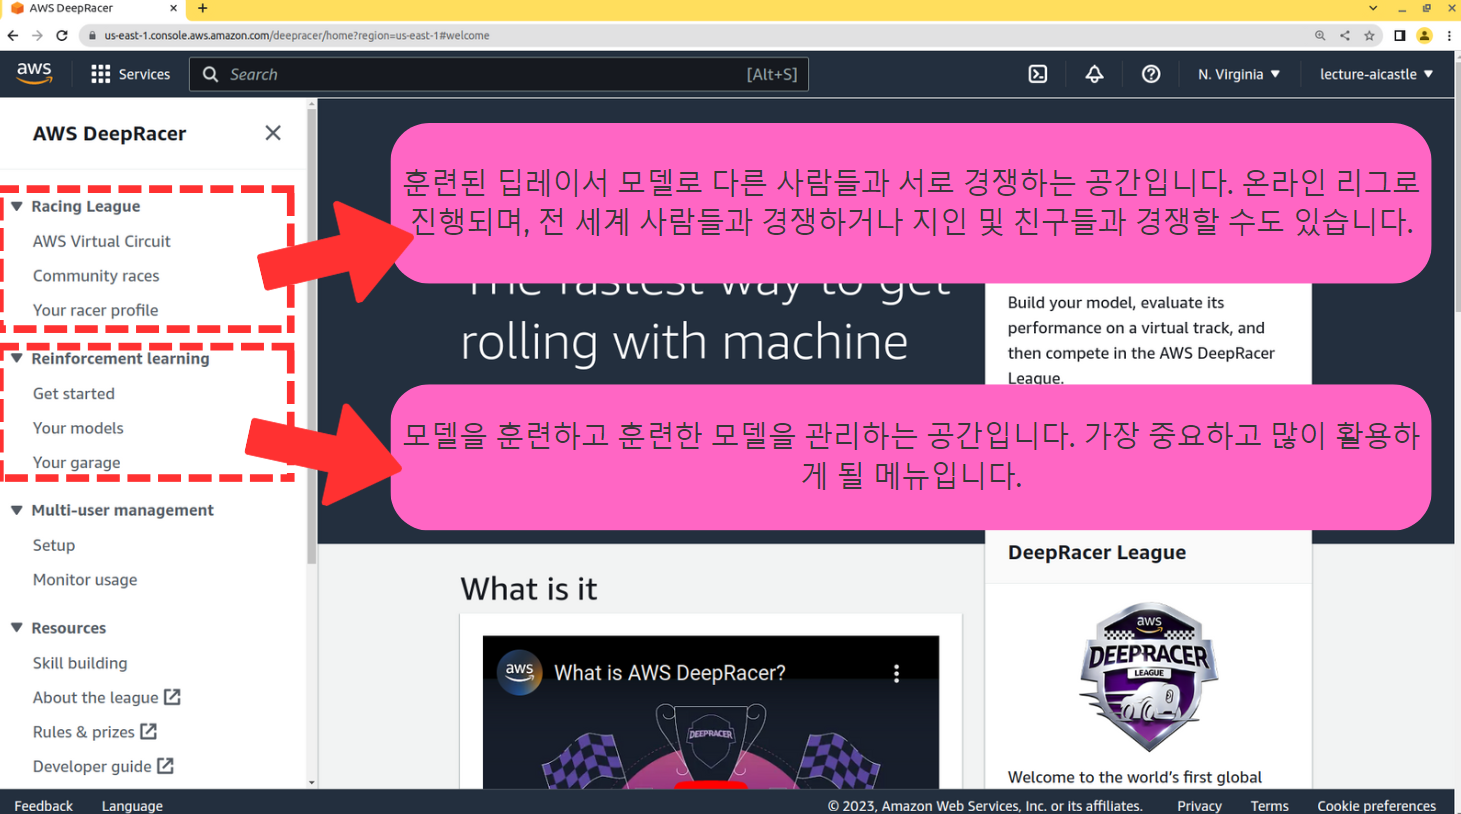 AWS DeepRacer
us-east-1.console.aws.amazon.com/deepracer/home?region=us-east-1#welcome
aws
Services
Search
[Alt+S]
N. Virginia
lecture-aicastle
AWS DeepRacer
Racing League
AWS Virtual Circuit
Community races
Your racer profile
Reinforcement learning
Get started
Your models
Your garage
Multi-user management
Setup
Monitor usage
Resources
Skill building
About the league
Rules & prizes
Developer guide
훈련된 딥레이서 모델로 다른 사람들과 서로 경쟁하는 공간입니다. 온라인 리그로
진행되며, 전 세계 사람들과 경쟁하거나 지인 및 친구들과 경쟁할 수도 있습니다.
The fastest way to get
rolling with machine
Build your model, evaluate its
performance on a virtual track, and
then compete in the AWS DeepRacer
League.
모델을 훈련하고 훈련한 모델을 관리하는 공간입니다. 가장 중요하고 많이 활용하
게 될 메뉴입니다.
What is it
aws
What is AWS DeepRacer?
DEEPRACER
DeepRacer League
aws
DEEPRACER
LEAGUE
Welcome to the world's first global
Feedback
Language
© 2023, Amazon Web Services, Inc. or its affiliates.
Privacy
Terms
Cookie preferences